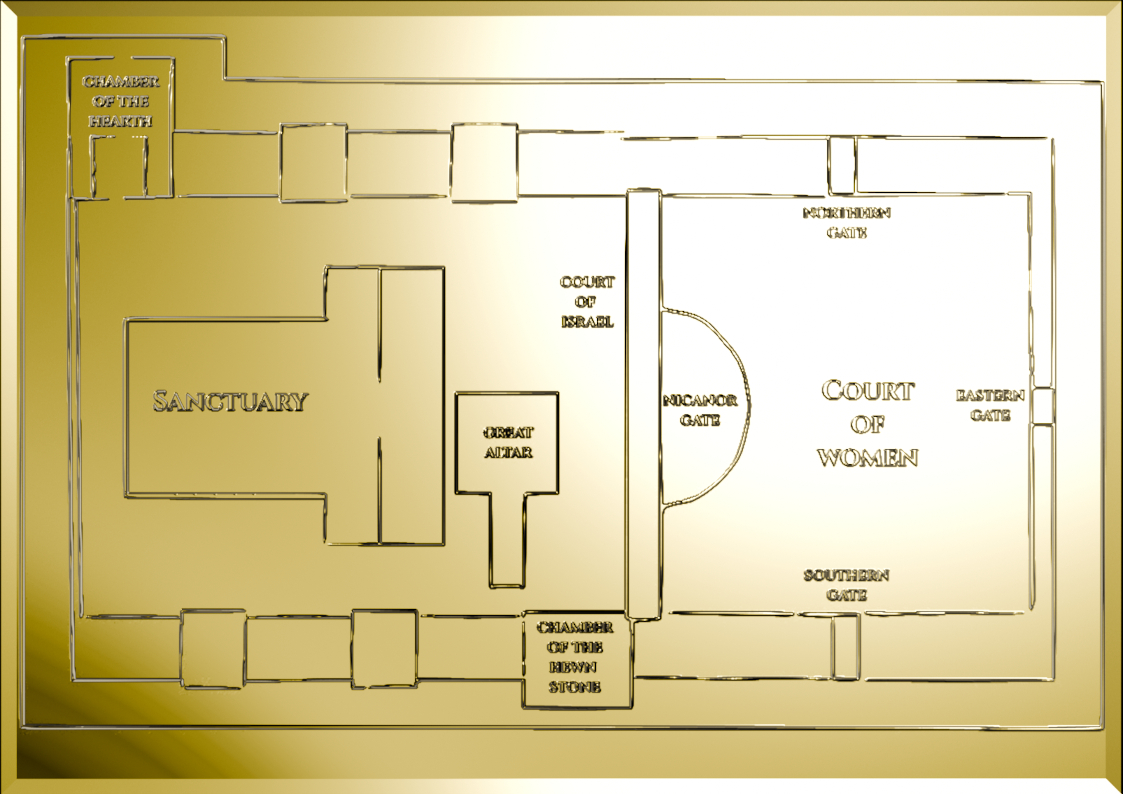 CHAMBER
OF THE
HEARTH
NORTHERN
GATE
COURT
OF
ISRAEL
SANCTUARY
GREAT
ALTAR
NICANOR
GATE
COURT
OF
WOMEN
EASTERN
GATE
SOUTHERN
GATE
CHAMBER
OF THE
HEWN
STONE